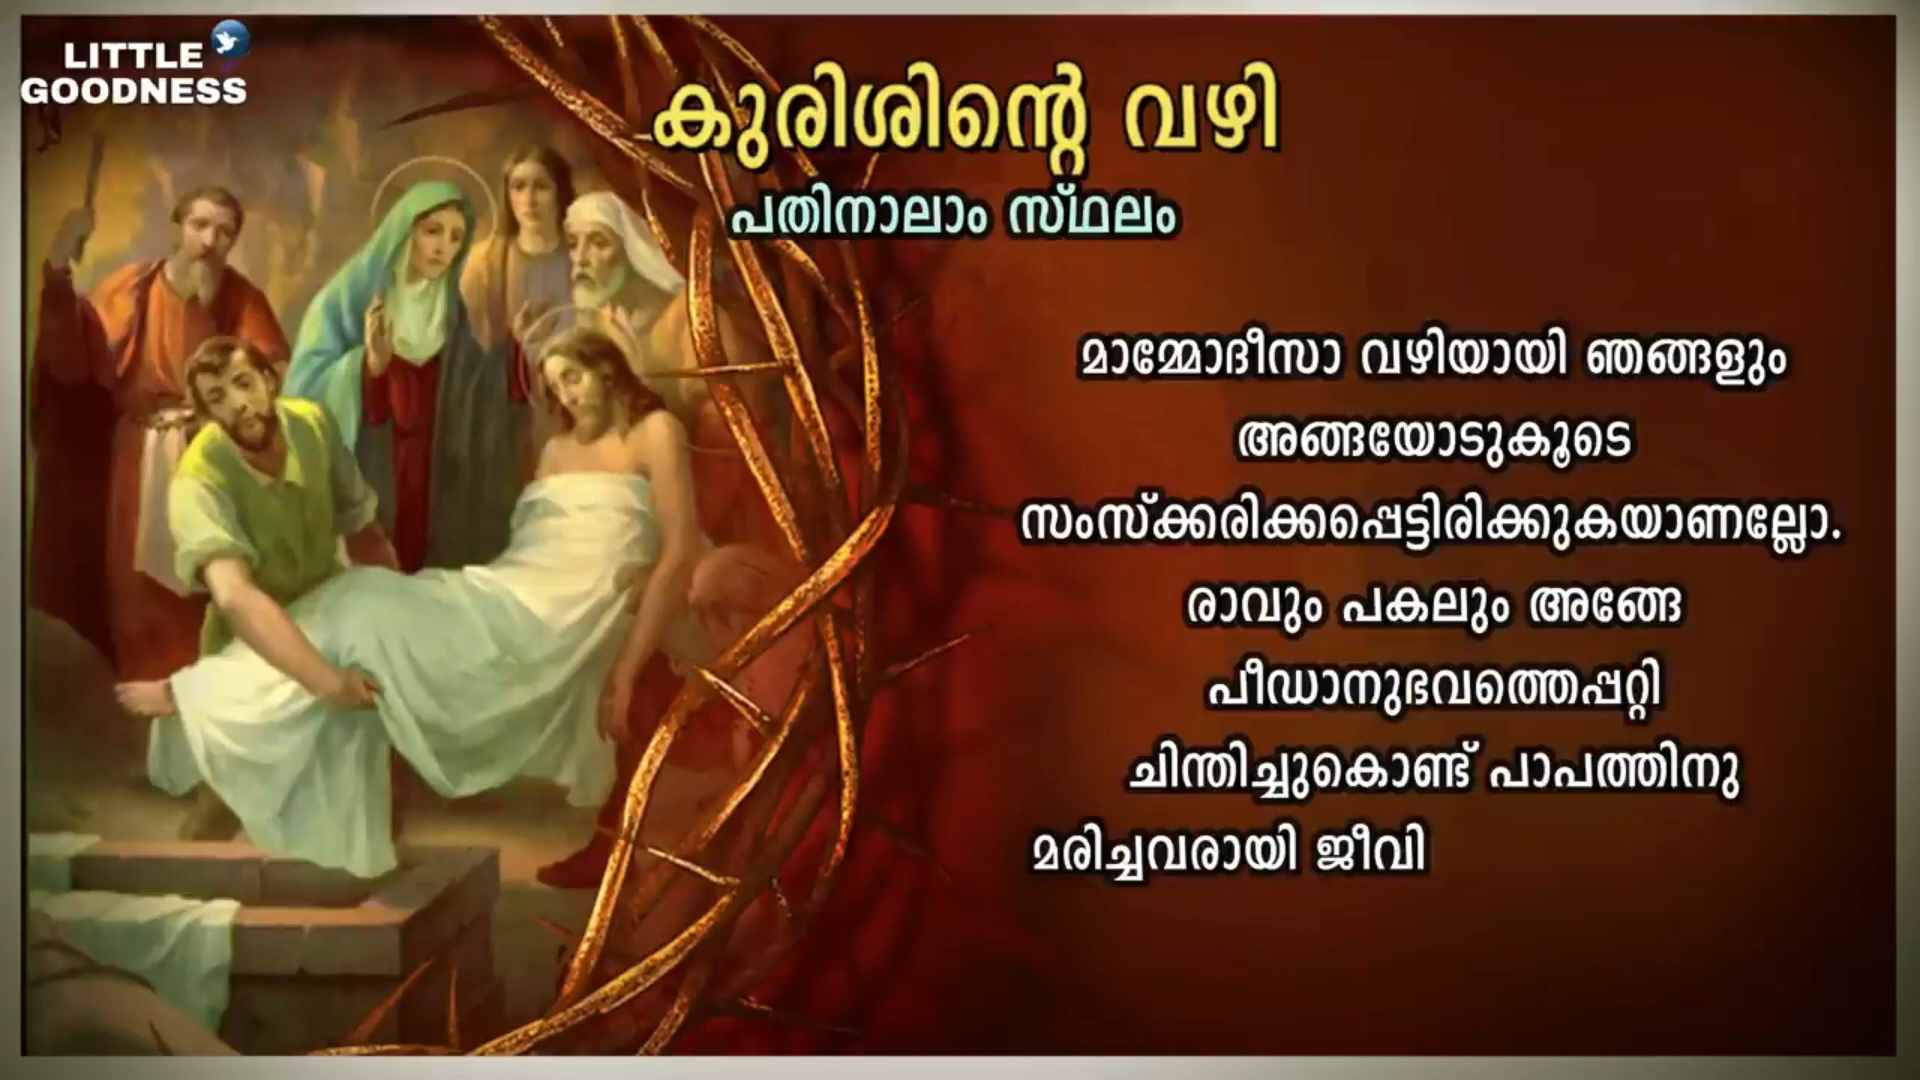 LITTLE
GOODNESS
കുരിശിന്റെ വഴി
പതിനാലാം സ്ഥലം
മാമ്മോദീസാ വഴിയായി ഞങ്ങളും
അങ്ങയോടുകൂടെ
സംസ്ക്കരിക്കപ്പെട്ടിരിക്കുകയാണല്ലോ.
രാവും പകലും അങ്ങേ
പീഡാനുഭവത്തെപ്പറ്റി
ചിന്തിച്ചുകൊണ്ട് പാപത്തിനു
മരിച്ചവരായി ജീവി